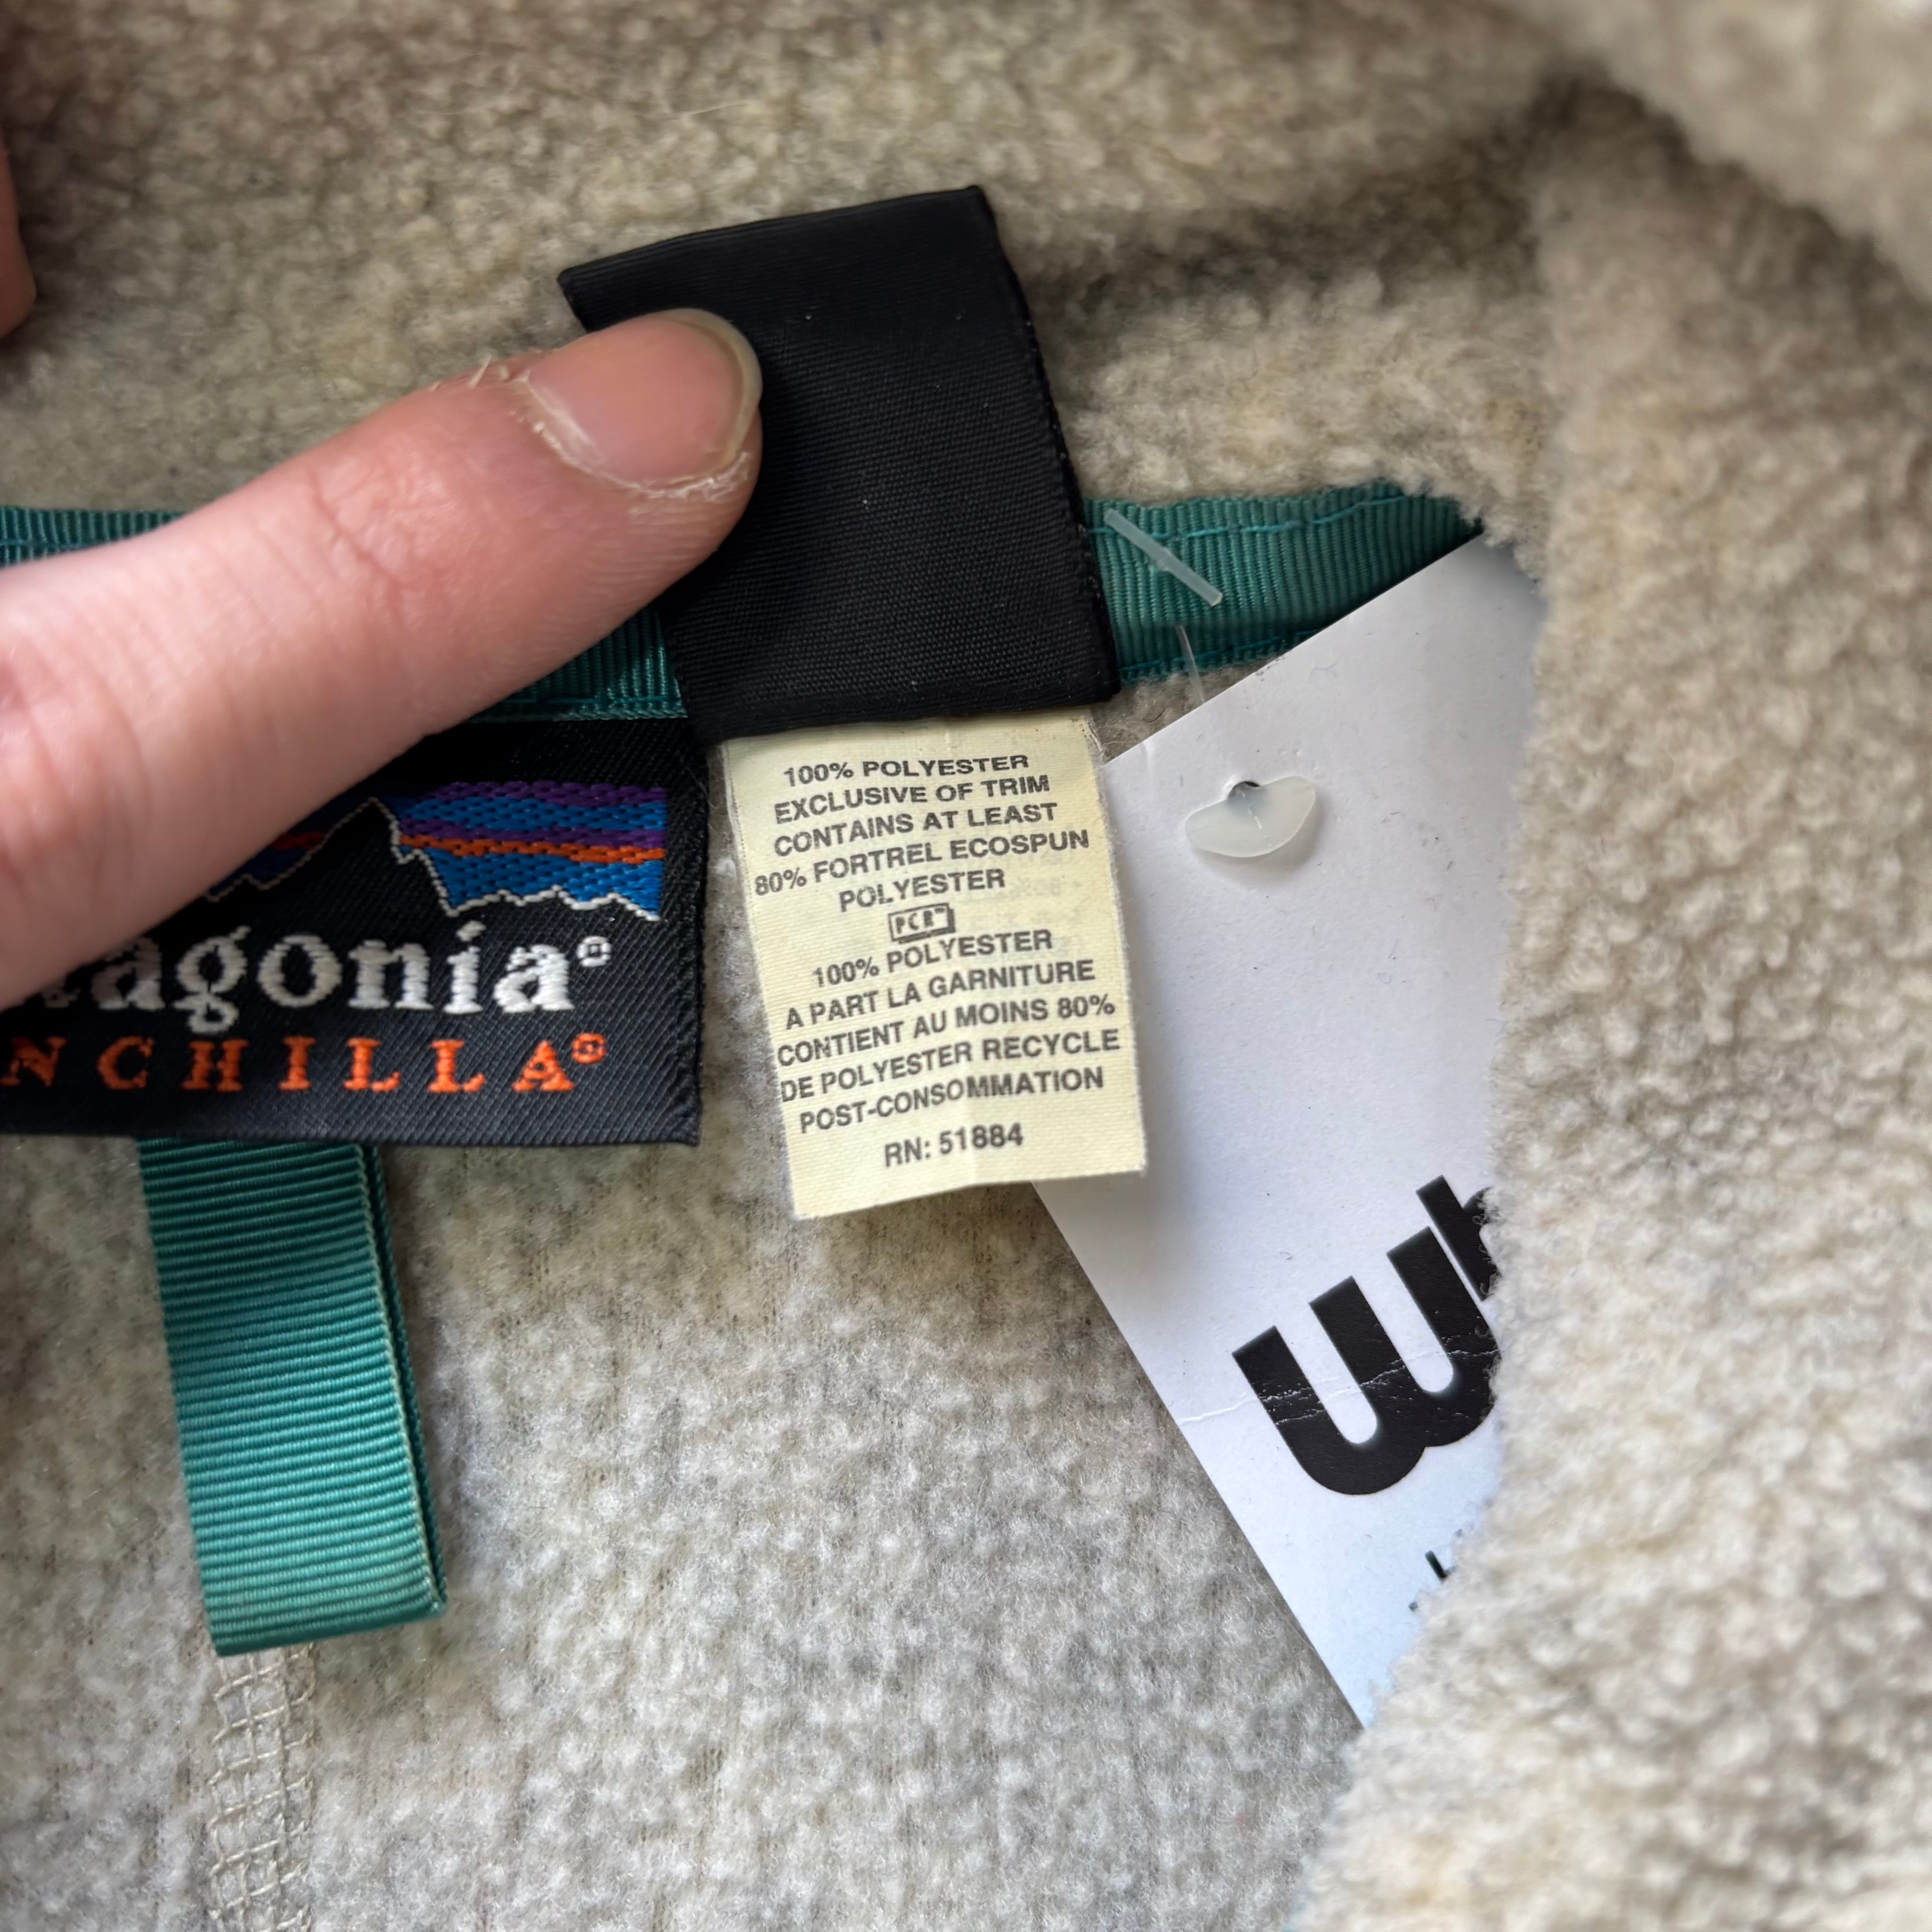 agonia®
NCHILLA®
100% POLYESTER
EXCLUSIVE OF TRIM
CONTAINS AT LEAST
80% FORTREL ECOSPUN
POLYESTER
PCR™
100% POLYESTER
A PART LA GARNITURE
CONTIENT AU MOINS 80%
DE POLYESTER RECYCLE
POST-CONSOMMATION
RN: 51884